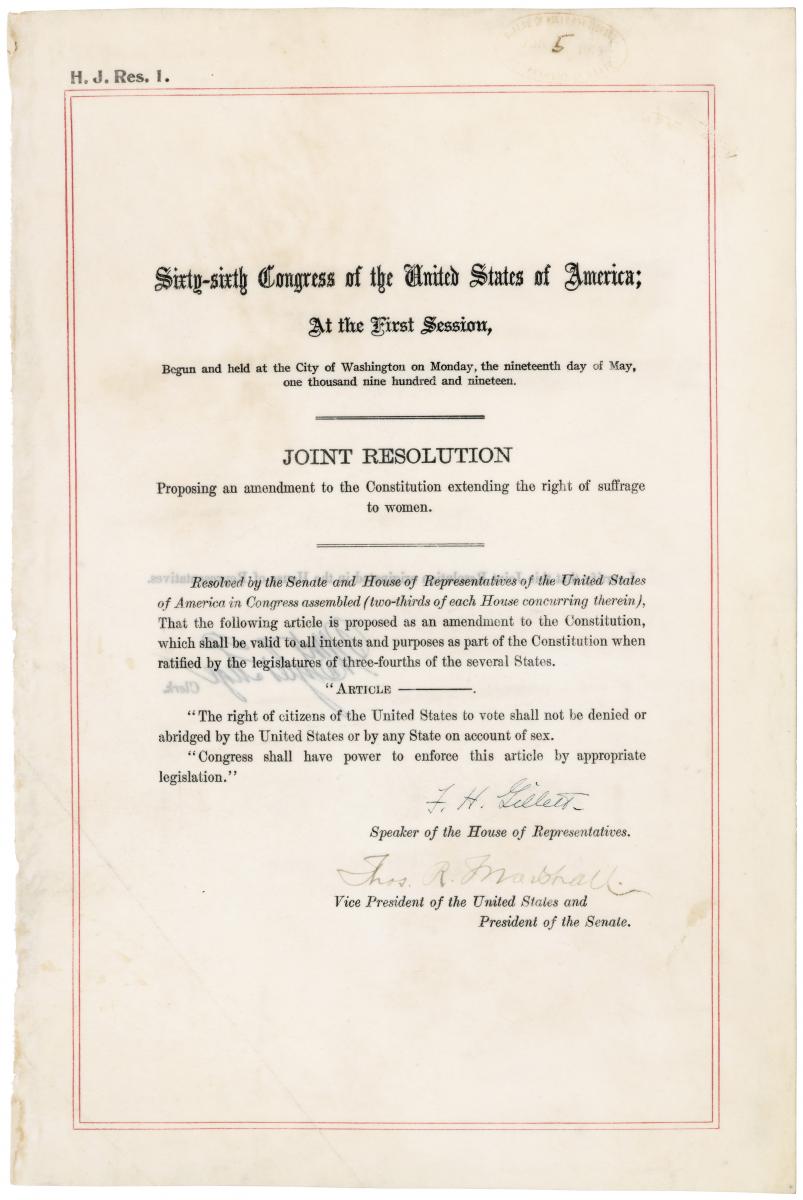 5
H. J. Res. 1.
Sixty-sixth Congress of the United States of America;
At the First Session,
Begun and held at the City of Washington on Monday, the nineteenth day of May,
one thousand nine hundred and nineteen.
JOINT RESOLUTION
Proposing an amendment to the Constitution extending the right of suffrage
to women.
Resolved by the Senate and House of Representatives of the United States
of America in Congress assembled (two-thirds of each House concurring therein),
That the following article is proposed as an amendment to the Constitution,
which shall be valid to all intents and purposes as part of the Constitution when
ratified by the legislatures of three-fourths of the several States.
"ARTICLE ————.
"The right of citizens of the United States to vote shall not be denied or
abridged by the United States or by any State on account of sex.
"Congress shall have power to enforce this article by appropriate
legislation."
F. H. Gillett
Speaker of the House of Representatives.
Thos. R. Marshall.
Vice President of the United States and
President of the Senate.